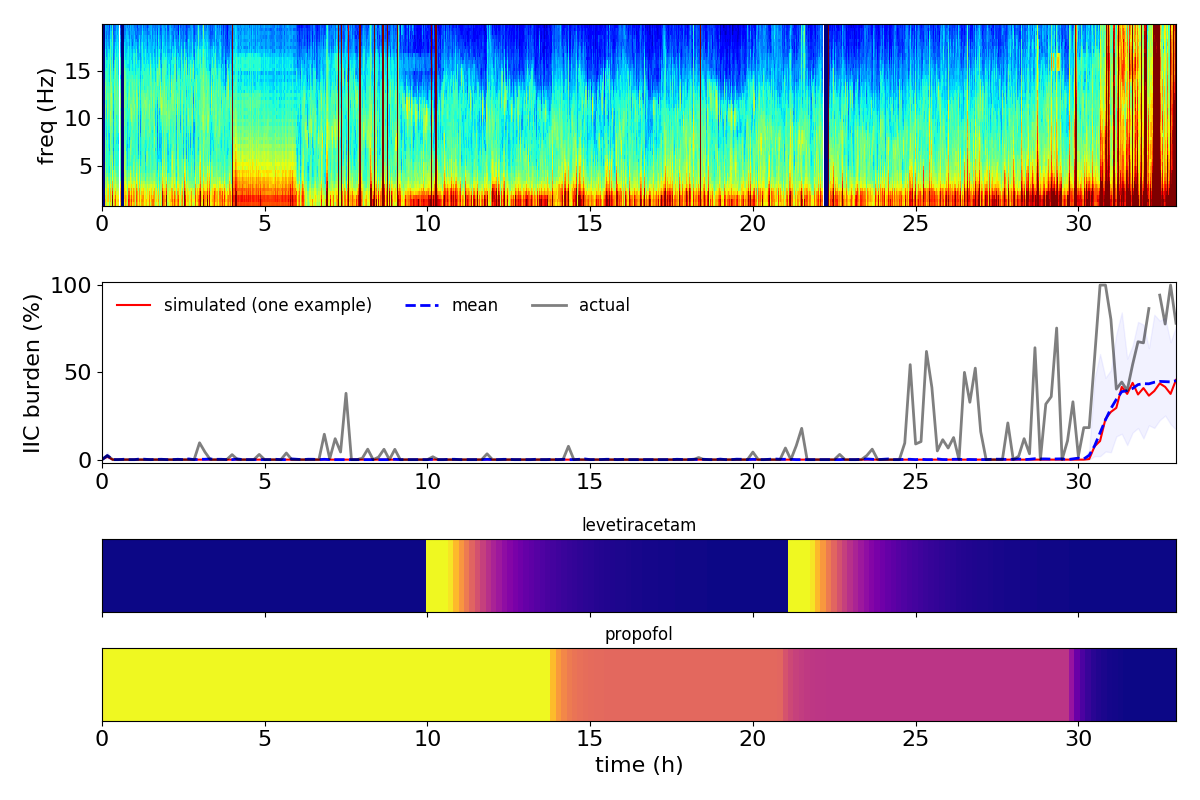 freq (Hz)
15
10
5
0 5 10 15 20 25 30
IIC burden (%)
100
50
0
simulated (one example) mean actual
0 5 10 15 20 25 30
levetiracetam
propofol
0 5 10 15 20 25 30
time (h)